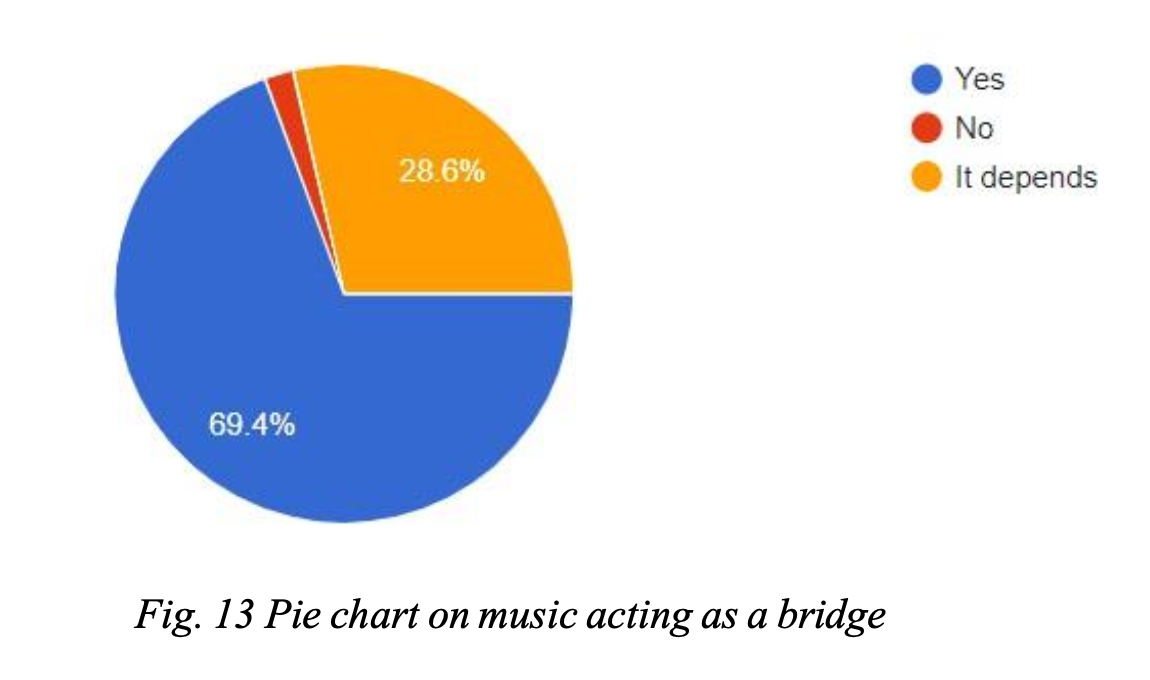 Yes
No
It depends
28.6%
69.4%
Fig. 13 Pie chart on music acting as a bridge